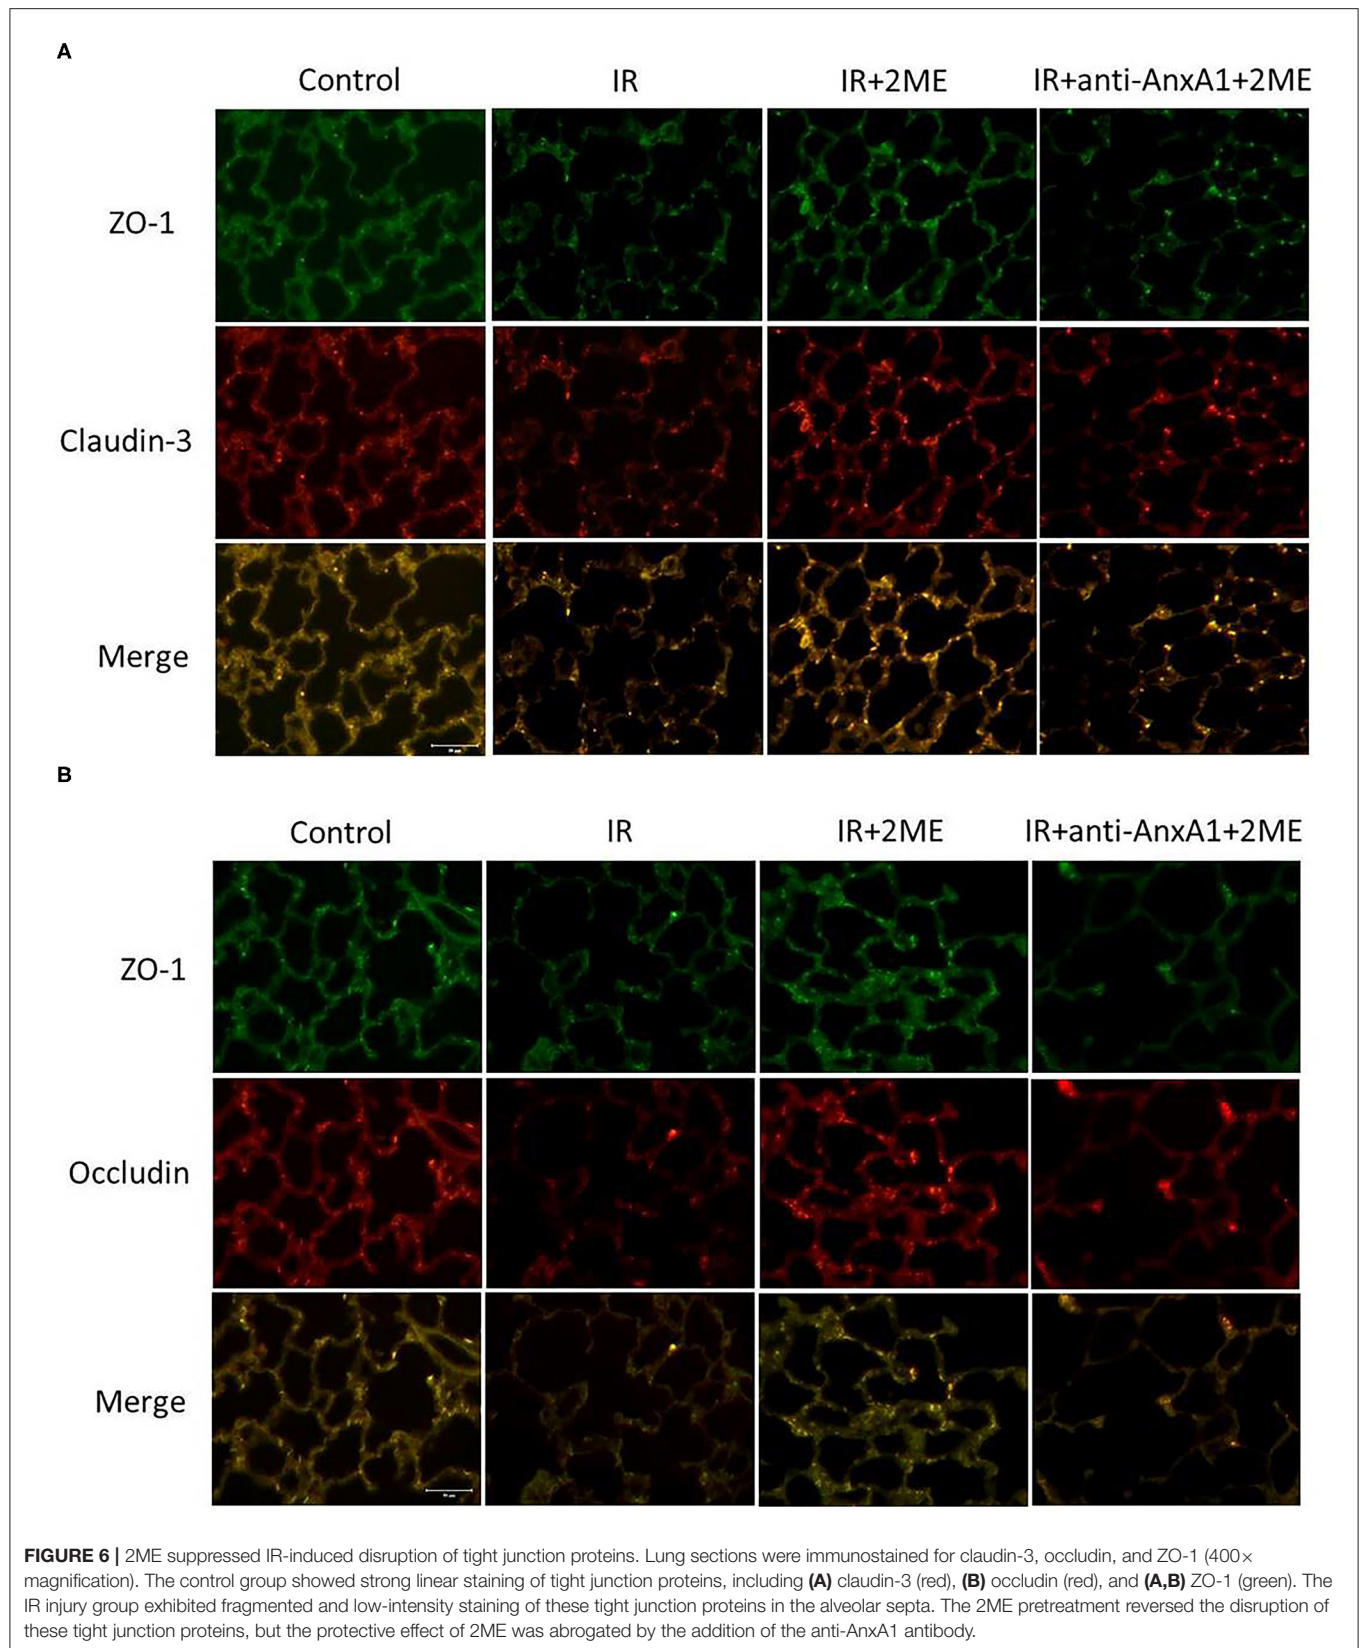 A
Control IR IR+2ME IR+anti-AnxA1+2ME
ZO-1
Claudin-3
Merge
B
Control IR IR+2ME IR+anti-AnxA1+2ME
ZO-1
Occludin
Merge
FIGURE 6 | 2ME suppressed IR-induced disruption of tight junction proteins. Lung sections were immunostained for claudin-3, occludin, and ZO-1 (400×
magnification). The control group showed strong linear staining of tight junction proteins, including (A) claudin-3 (red), (B) occludin (red), and (A,B) ZO-1 (green). The
IR injury group exhibited fragmented and low-intensity staining of these tight junction proteins in the alveolar septa. The 2ME pretreatment reversed the disruption of
these tight junction proteins, but the protective effect of 2ME was abrogated by the addition of the anti-AnxA1 antibody.